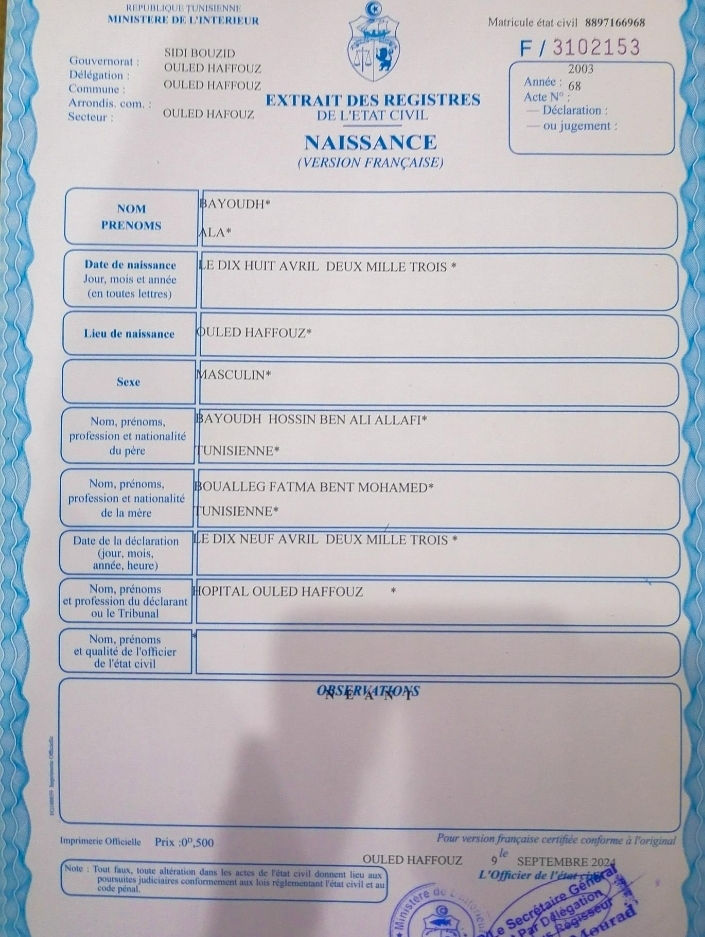 REPUBLIQUE TUNISIENNE
MINISTERE DE L'INTERIEUR
Matricule état civil 8897166968
F / 3102153
Gouvernorat : SIDI BOUZID
Délégation : OULED HAFFOUZ
Commune : OULED HAFFOUZ
Arrondis. com. :
Secteur : OULED HAFOUZ
Année : 2003
Acte N° : 68
— Déclaration :
— ou jugement :
EXTRAIT DES REGISTRES
DE L'ETAT CIVIL
NAISSANCE
(VERSION FRANÇAISE)
NOM BAYOUDH*
PRENOMS ALA*
Date de naissance LE DIX HUIT AVRIL DEUX MILLE TROIS *
Jour, mois et année
(en toutes lettres)
Lieu de naissance OULED HAFFOUZ*
Sexe MASCULIN*
Nom, prénoms, BAYOUDH HOSSIN BEN ALI ALLAFI*
profession et nationalité
du père TUNISIENNE*
Nom, prénoms, BOUALLEG FATMA BENT MOHAMED*
profession et nationalité
de la mère TUNISIENNE*
Date de la déclaration LE DIX NEUF AVRIL DEUX MILLE TROIS *
(jour, mois,
année, heure)
Nom, prénoms HOPITAL OULED HAFFOUZ *
et profession du déclarant
ou le Tribunal
Nom, prénoms *
et qualité de l'officier
de l'état civil
OBSERVATIONS
N E A N T
Imprimerie Officielle Prix :0ᴰ,500
Pour version française certifiée conforme à l'original
OULED HAFFOUZ le 9 SEPTEMBRE 2024
L'Officier de l'état civil
Note : Tout faux, toute altération dans les actes de l'état civil donnent lieu aux
poursuites judiciaires conformement aux lois réglementant l'état civil et au
code pénal.
Ministère de L'Intérieur
Le Secrétaire Général
Par Délégation